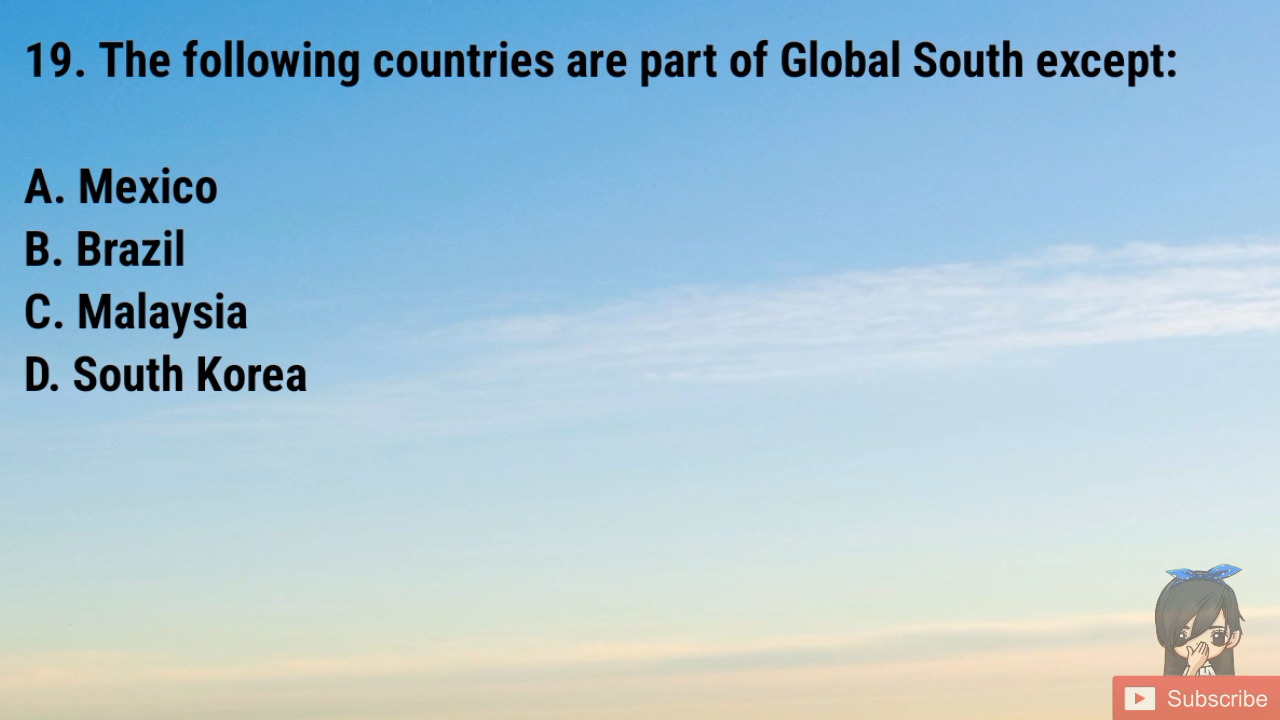 19. The following countries are part of Global South except:
A. Mexico
B. Brazil
C. Malaysia
D. South Korea
Subscribe